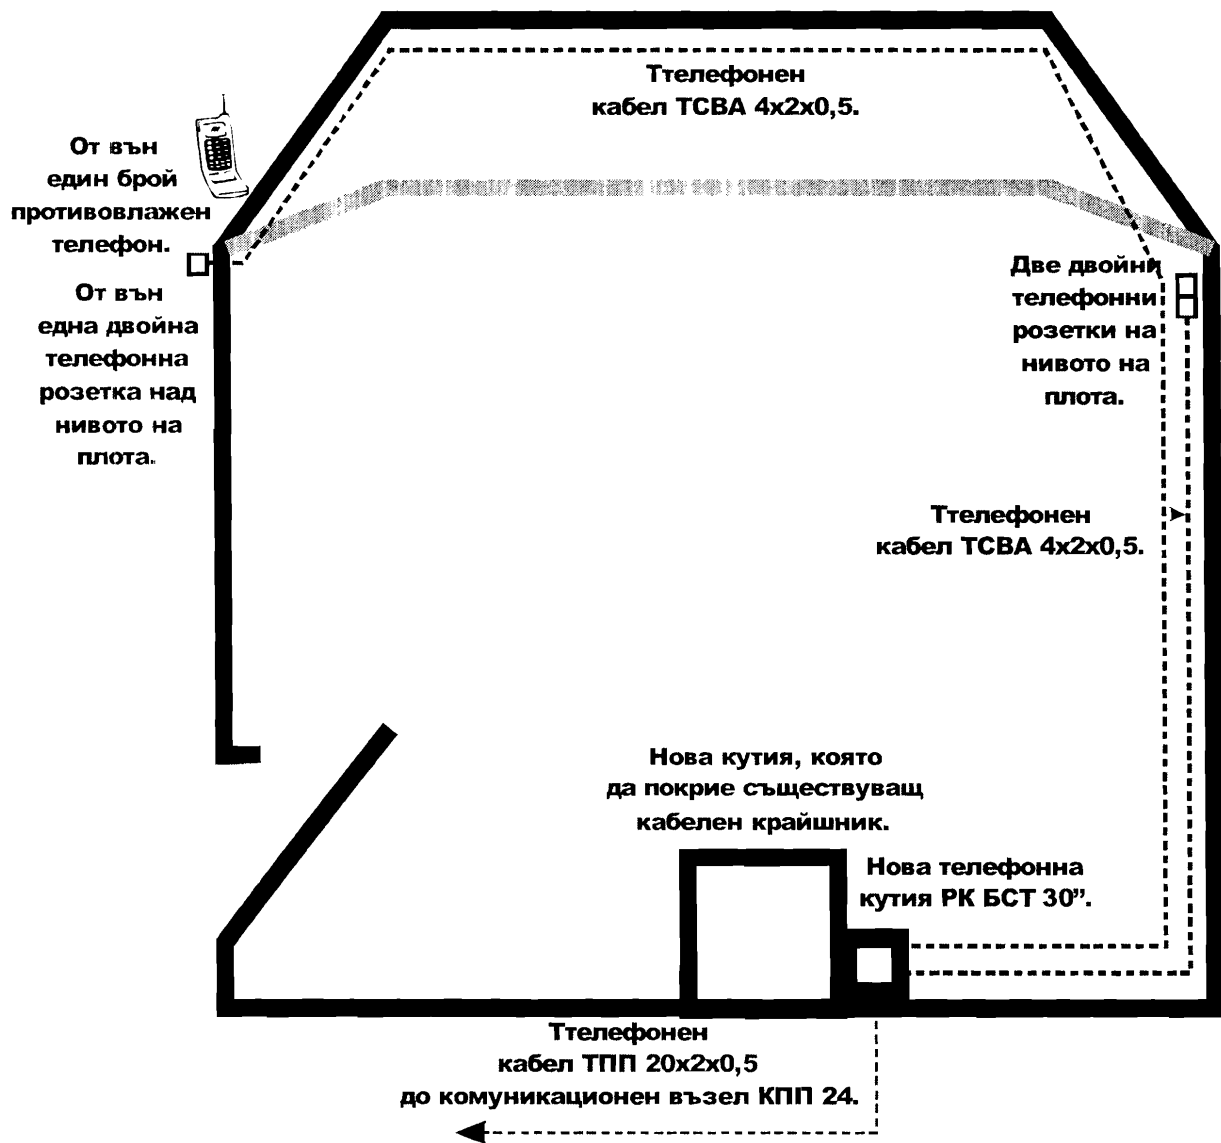 Ттелефонен
кабел ТСВА 4х2х0,5.
От вън
един брой
противовлажен
телефон.
От вън
една двойна
телефонна
розетка над
нивото на
плота.
Две двойни
телефонни
розетки на
нивото на
плота.
Ттелефонен
кабел ТСВА 4х2х0,5.
Нова кутия, която
да покрие съществуващ
кабелен крайшник.
Нова телефонна
кутия РК БСТ 30”.
Ттелефонен
кабел ТПП 20х2х0,5
до комуникационен възел КПП 24.